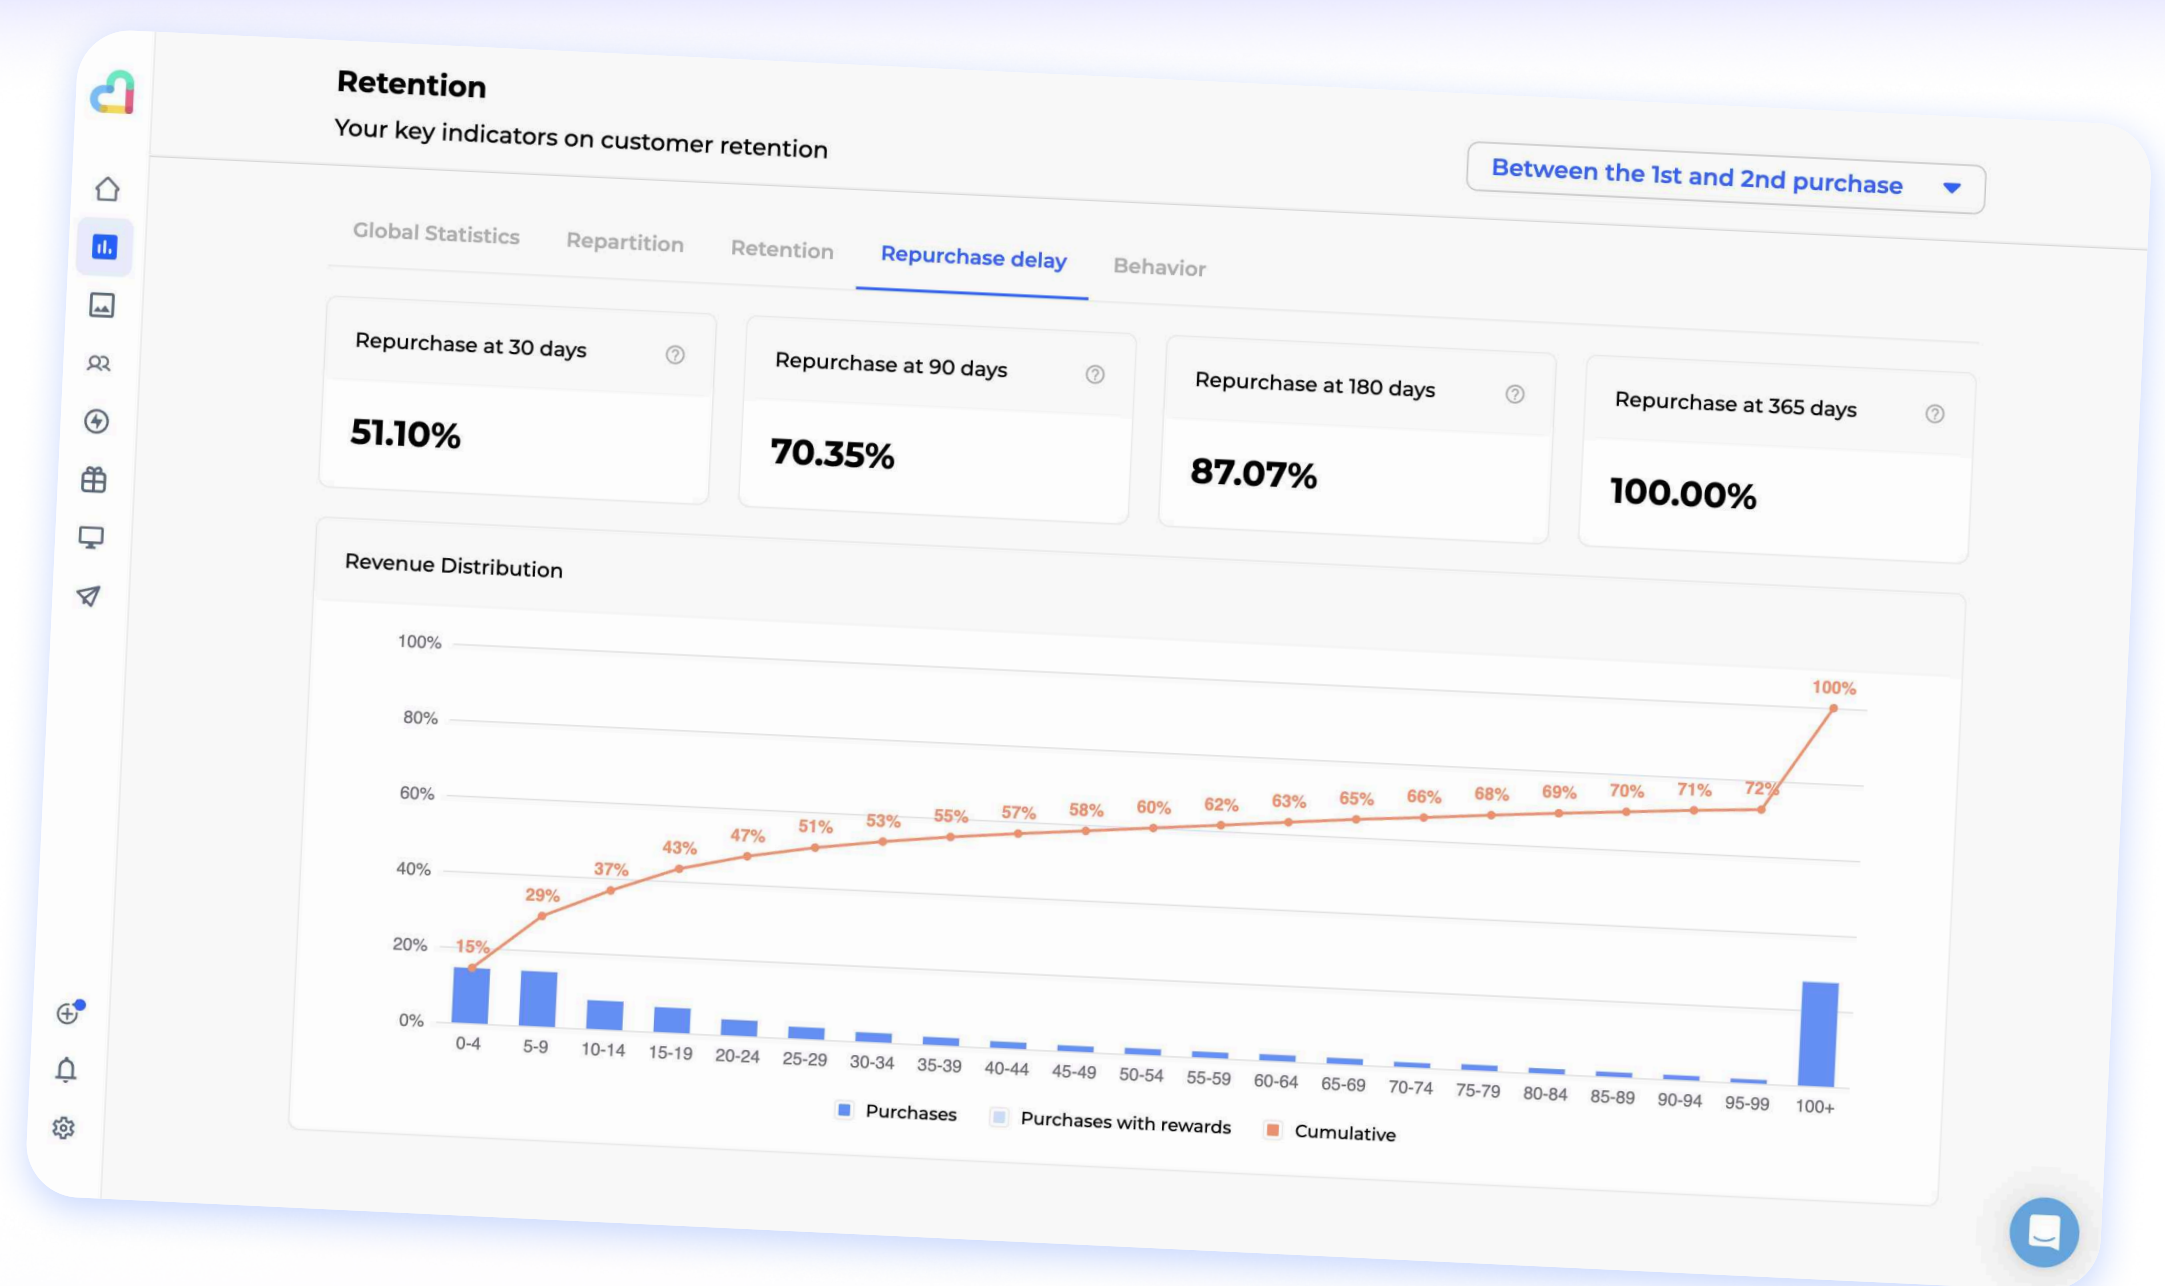 Retention
Your key indicators on customer retention
Between the 1st and 2nd purchase
Global Statistics Repartition Retention Repurchase delay Behavior
Repurchase at 30 days
51.10%
Repurchase at 90 days
70.35%
Repurchase at 180 days
87.07%
Repurchase at 365 days
100.00%
Revenue Distribution
100%
80%
60%
40%
20%
0%
15% 29% 37% 43% 47% 51% 53% 55% 57% 58% 60% 62% 63% 65% 66% 68% 69% 70% 71% 72% 100%
0-4 5-9 10-14 15-19 20-24 25-29 30-34 35-39 40-44 45-49 50-54 55-59 60-64 65-69 70-74 75-79 80-84 85-89 90-94 95-99 100+
Purchases Purchases with rewards Cumulative